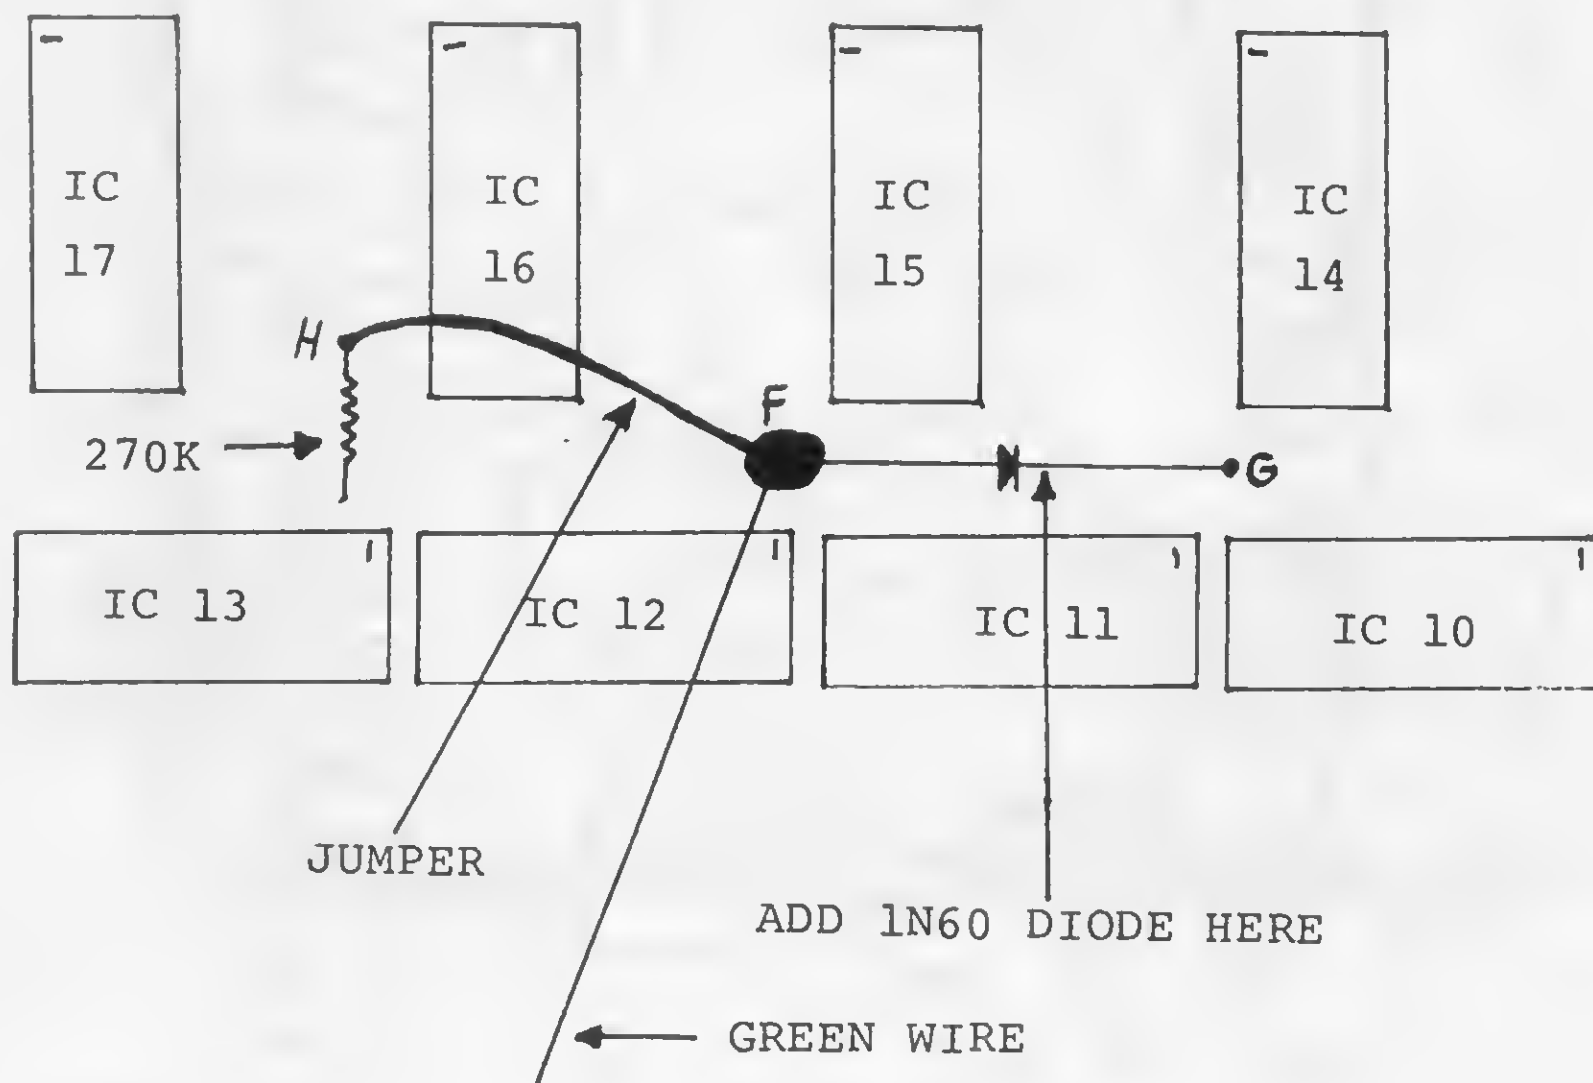 IC
17
IC
16
IC
15
IC
14
H
F
270K
G
IC 13
IC 12
IC 11
IC 10
JUMPER
ADD 1N60 DIODE HERE
GREEN WIRE